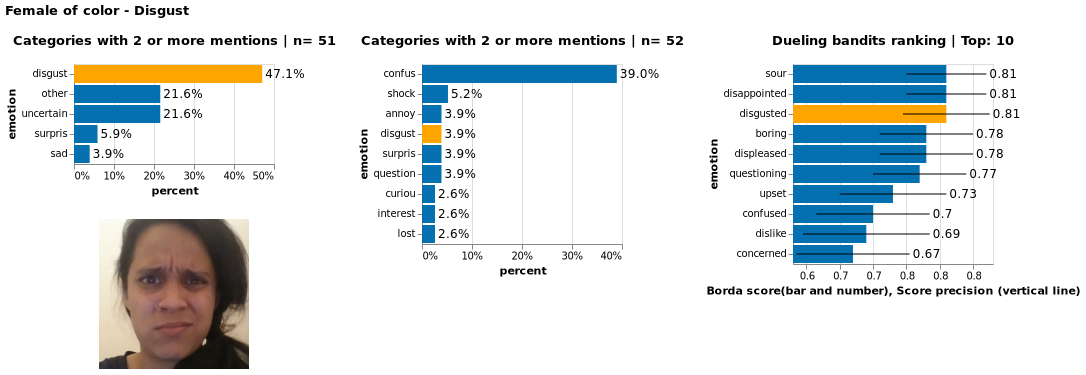 Female of color - Disgust
Categories with 2 or more mentions | n= 51
emotion
disgust 47.1%
other 21.6%
uncertain 21.6%
surpris 5.9%
sad 3.9%
0% 10% 20% 30% 40% 50%
percent
Categories with 2 or more mentions | n= 52
emotion
confus 39.0%
shock 5.2%
annoy 3.9%
disgust 3.9%
surpris 3.9%
question 3.9%
curiou 2.6%
interest 2.6%
lost 2.6%
0% 10% 20% 30% 40%
percent
Dueling bandits ranking | Top: 10
emotion
sour 0.81
disappointed 0.81
disgusted 0.81
boring 0.78
displeased 0.78
questioning 0.77
upset 0.73
confused 0.7
dislike 0.69
concerned 0.67
0.6 0.7 0.7 0.8 0.8 0.8
Borda score(bar and number), Score precision (vertical line)